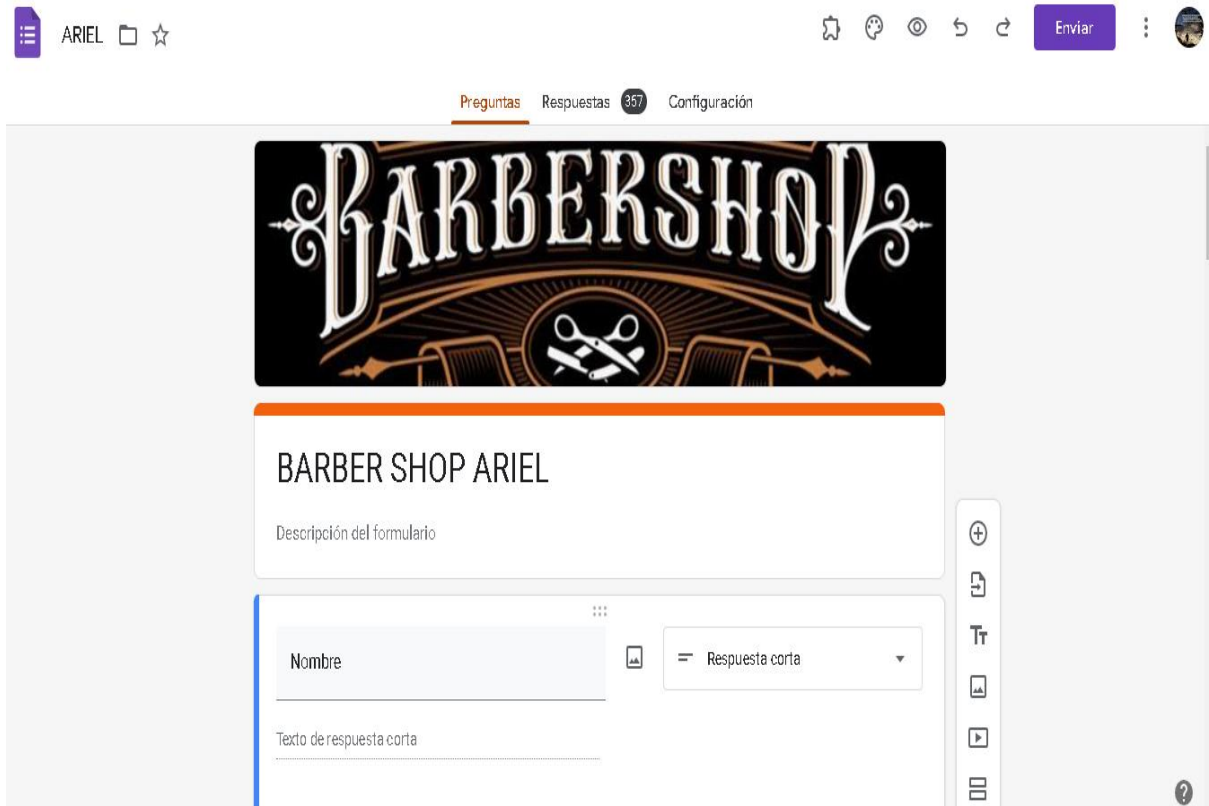 ARIEL
Enviar
Preguntas Respuestas 357 Configuración
BARBERSHOP
BARBER SHOP ARIEL
Descripción del formulario
Nombre
Respuesta corta
Texto de respuesta corta